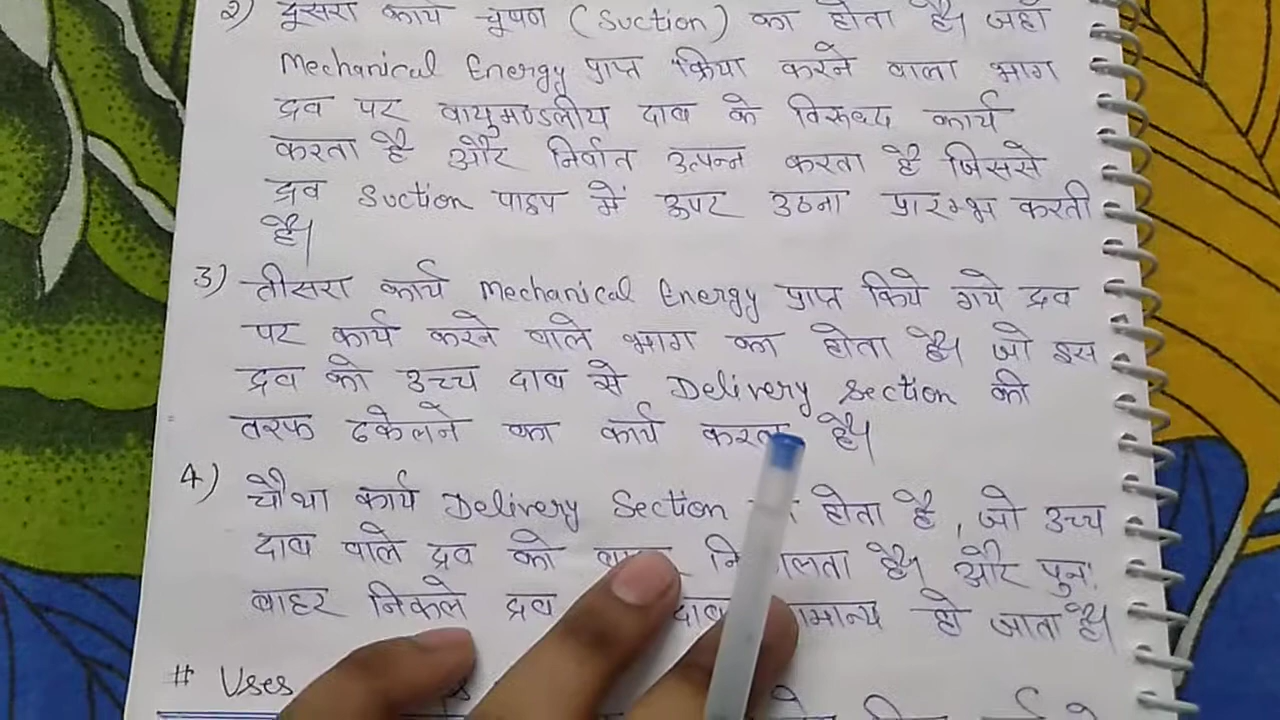 2) दूसरा कार्य चूषण (Suction) का होता है। जहाँ
Mechanical Energy प्राप्त किया करने वाला भाग
द्रव पर वायुमण्डलीय दाब के विरुध्द कार्य
करता है और निर्वात उत्पन्न करता है जिससे
द्रव Suction पाइप में ऊपर उठना प्रारम्भ करती
है।
3) तीसरा कार्य Mechanical Energy प्राप्त किये गये द्रव
पर कार्य करने वाले भाग का होता है। जो इस
द्रव को उच्च दाब से Delivery Section की
तरफ ढकेलने का कार्य करता है।
4) चौथा कार्य Delivery Section होता है, जो उच्च
दाब वाले द्रव को है। और पुनः
बाहर निकले द्रव दाब हो जाता है।
# Uses